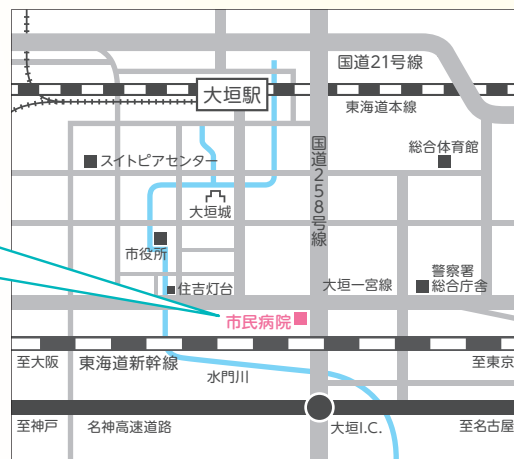 国道21号線
大垣駅
東海道本線
国道258号線
総合体育館
スイトピアセンター
大垣城
市役所
警察署
総合庁舎
住吉灯台
大垣一宮線
市民病院
至大阪
東海道新幹線
至東京
水門川
至神戸
名神高速道路
大垣I.C.
至名古屋